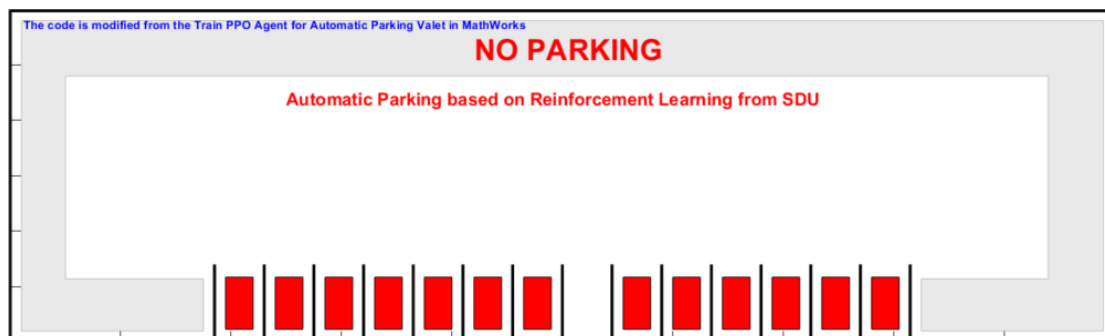 The code is modified from the Train PPO Agent for Automatic Parking Valet in MathWorks
NO PARKING
Automatic Parking based on Reinforcement Learning from SDU